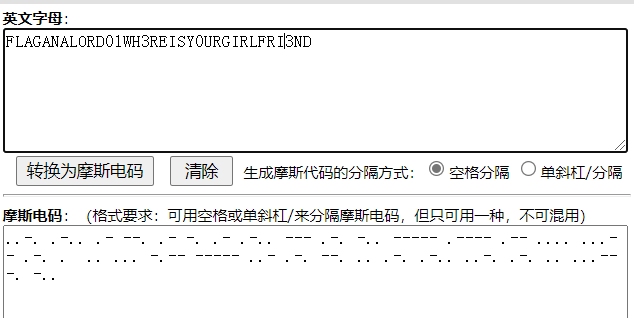 英文字母:
FLAGANALORD01WH3REISY0URGIRLFRI3ND
转换为摩斯电码 清除 生成摩斯代码的分隔方式: 空格分隔 单斜杠/分隔
摩斯电码: (格式要求:可用空格或单斜杠/来分隔摩斯电码,但只可用一种,不可混用)
..-. .-.. .- --. .- -. .- .-.. --- .-. -.. ----- .---- .-- .... ...-
- .-. . .. ... -.-- ----- ..- .-. --. .. .-. .-.. ..-. .-. .. ...--
-. -..